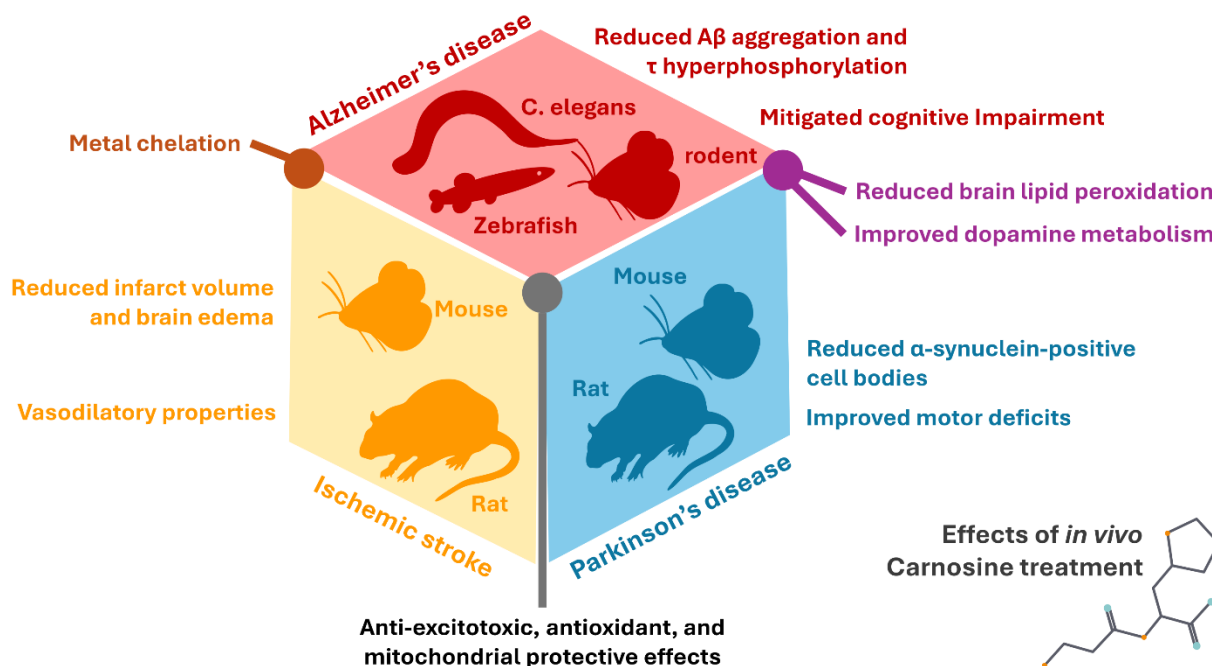 Alzheimer's disease
Reduced Aβ aggregation and
τ hyperphosphorylation
C. elegans
Mitigated cognitive Impairment
Metal chelation
rodent
Reduced brain lipid peroxidation
Zebrafish
Improved dopamine metabolism
Reduced infarct volume
and brain edema
Mouse
Mouse
Reduced α-synuclein-positive
cell bodies
Vasodilatory properties
Rat
Improved motor deficits
Rat
Ischemic stroke
Parkinson's disease
Effects of in vivo
Carnosine treatment
Anti-excitotoxic, antioxidant, and
mitochondrial protective effects